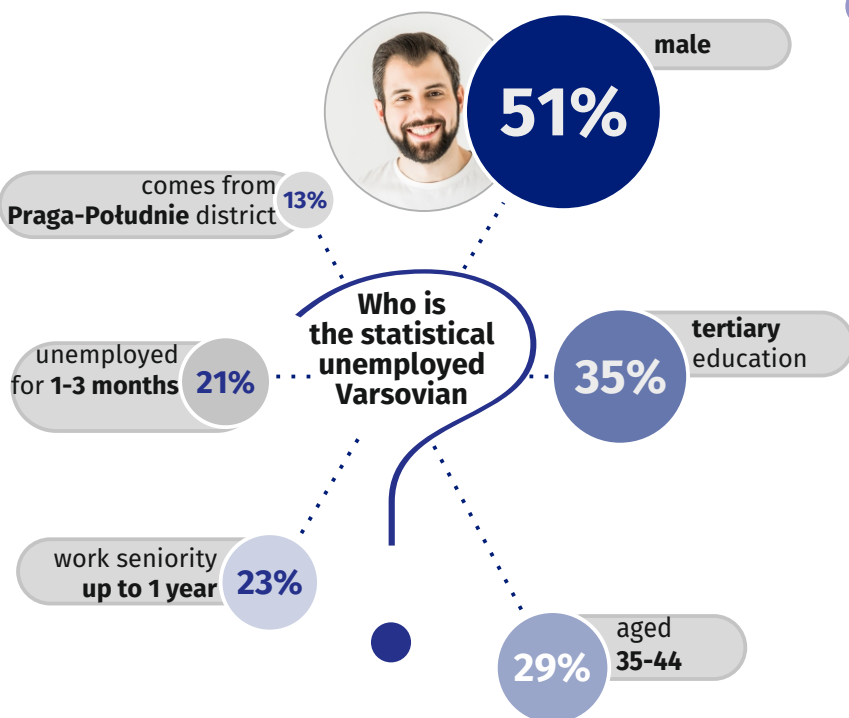 male
51%
comes from
Praga-Południe district
13%
Who is
the statistical
unemployed
Varsovian
unemployed
for 1-3 months
21%
tertiary
education
35%
work seniority
up to 1 year
23%
aged
35-44
29%